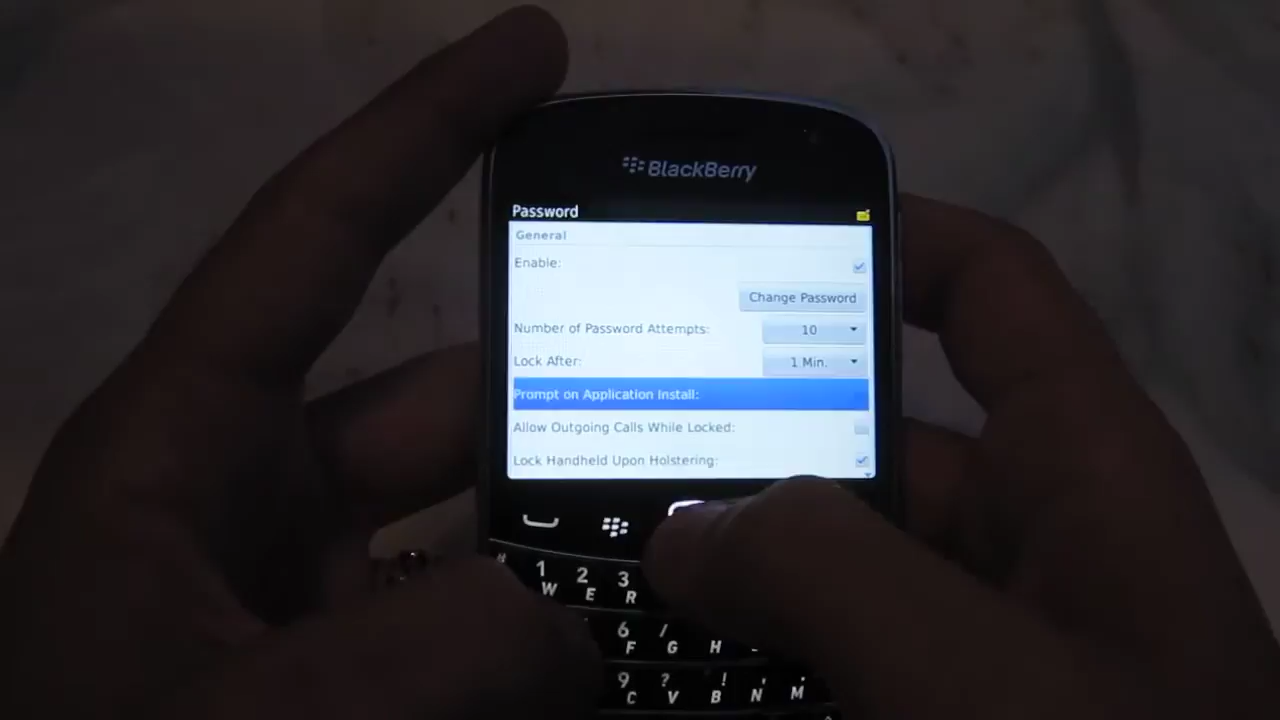 BlackBerry
Password
General
Enable:
Change Password
Number of Password Attempts: 10
Lock After: 1 Min.
Prompt on Application Install:
Allow Outgoing Calls While Locked:
Lock Handheld Upon Holstering:
1 2 3
W E R
6 /
F G H
9 ? ! ,
C V B N M